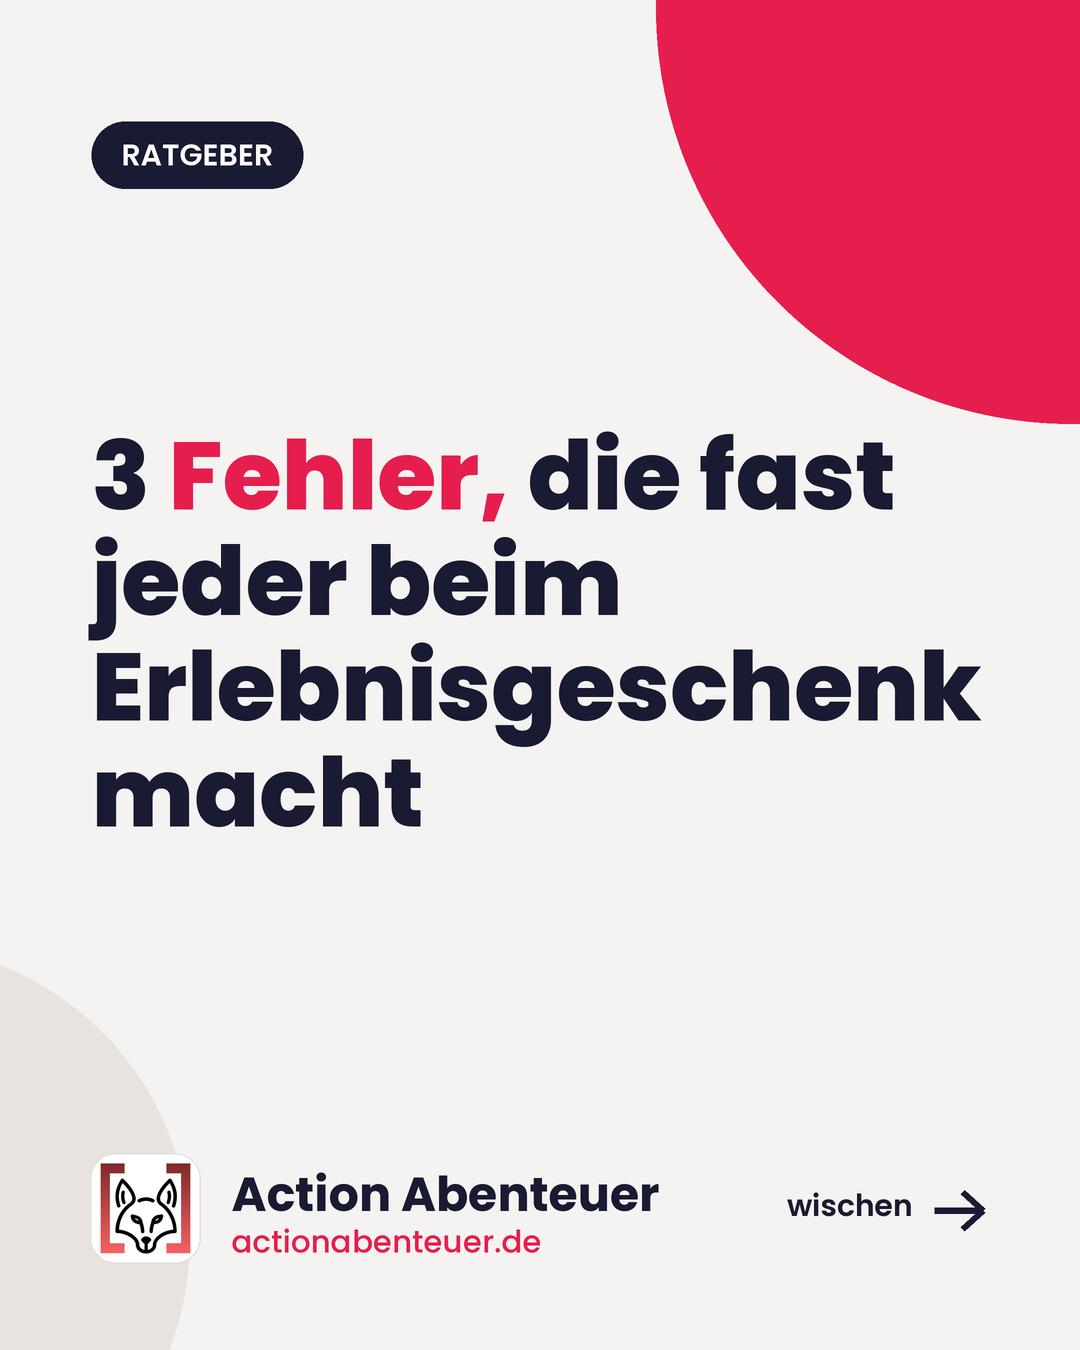 RATGEBER
3 Fehler, die fast
jeder beim
Erlebnisgeschenk
macht
Action Abenteuer
actionabenteuer.de
wischen